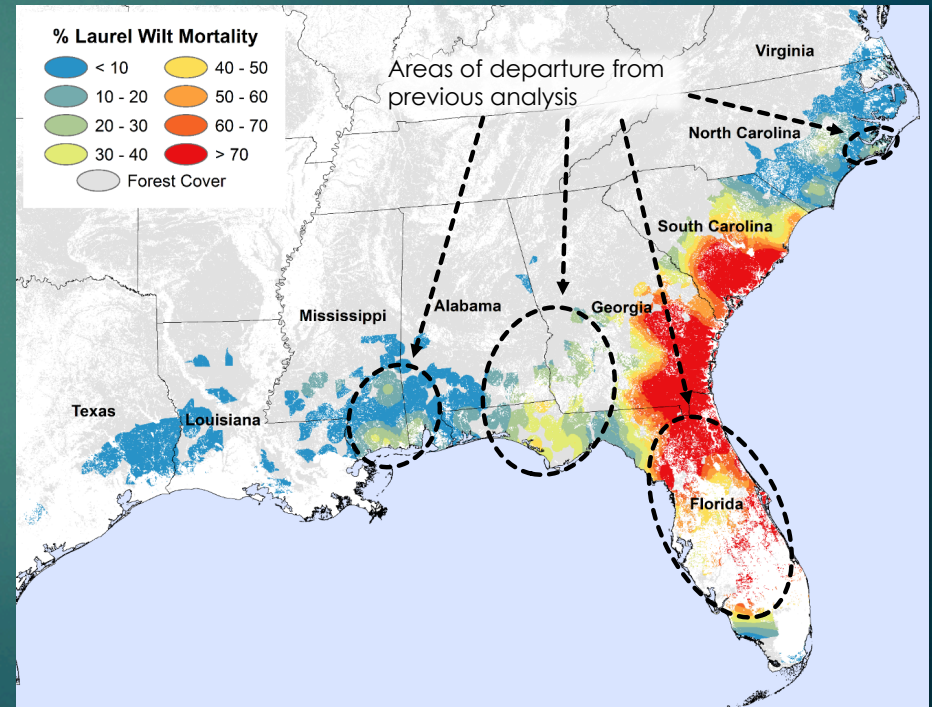 % Laurel Wilt Mortality
< 10
40 - 50
10 - 20
50 - 60
20 - 30
60 - 70
30 - 40
> 70
Forest Cover
Areas of departure from
previous analysis
Virginia
North Carolina
South Carolina
Georgia
Alabama
Mississippi
Texas
Louisiana
Florida